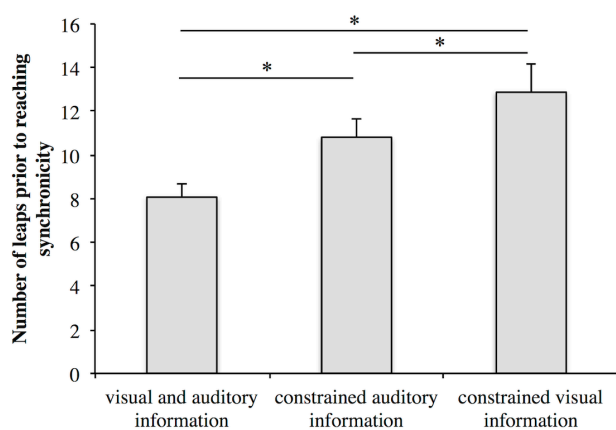 Number of leaps prior to reaching
synchronicity
16
14
12
10
8
6
4
2
0
*
*
*
visual and auditory
information
constrained auditory
information
constrained visual
information